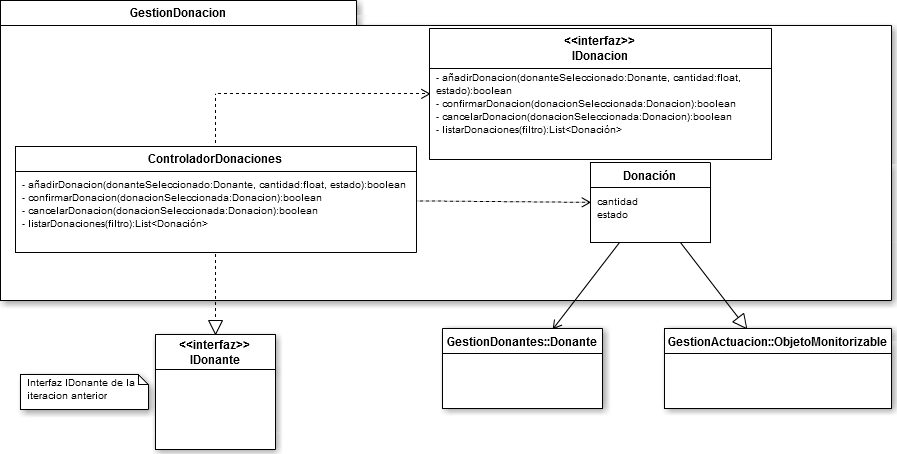 GestionDonacion
<<interfaz>>
IDonacion
- añadirDonacion(donanteSeleccionado:Donante, cantidad:float,
estado):boolean
- confirmarDonacion(donacionSeleccionada:Donacion):boolean
- cancelarDonacion(donacionSeleccionada:Donacion):boolean
- listarDonaciones(filtro):List<Donación>
ControladorDonaciones
- añadirDonacion(donanteSeleccionado:Donante, cantidad:float, estado):boolean
- confirmarDonacion(donacionSeleccionada:Donacion):boolean
- cancelarDonacion(donacionSeleccionada:Donacion):boolean
- listarDonaciones(filtro):List<Donación>
Donación
cantidad
estado
<<interfaz>>
IDonante
Interfaz IDonante de la
iteracion anterior
GestionDonantes::Donante
GestionActuacion::ObjetoMonitorizable